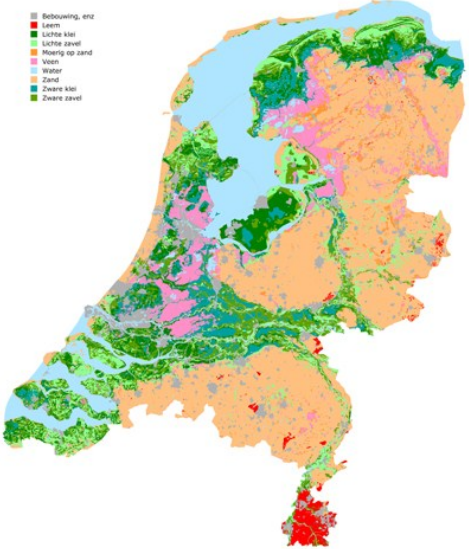 Bebouwing, enz
Leem
Lichte klei
Lichte zavel
Moerig op zand
Veen
Water
Zand
Zware klei
Zware zavel